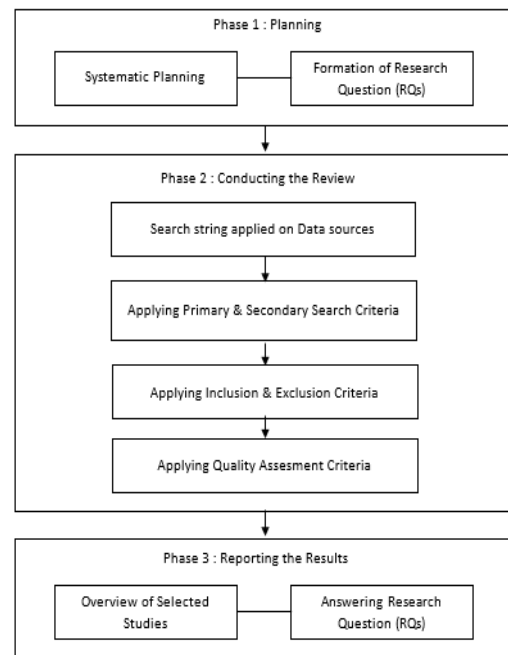 Phase 1 : Planning
Systematic Planning
Formation of Research
Question (RQs)
Phase 2 : Conducting the Review
Search string applied on Data sources
Applying Primary & Secondary Search Criteria
Applying Inclusion & Exclusion Criteria
Applying Quality Assesment Criteria
Phase 3 : Reporting the Results
Overview of Selected
Studies
Answering Research
Question (RQs)